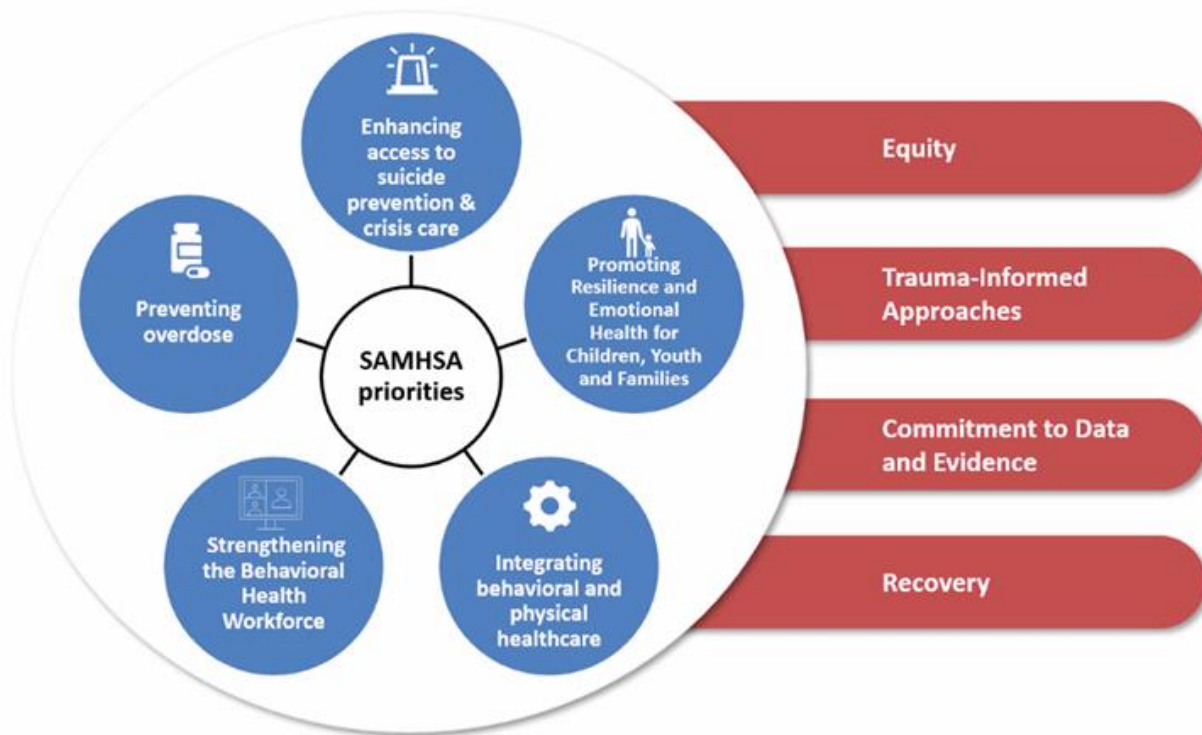 Enhancing
access to
suicide
prevention &
crisis care
Preventing
overdose
Promoting
Resilience and
Emotional
Health for
Children, Youth
and Families
SAMHSA
priorities
Strengthening
the Behavioral
Health
Workforce
Integrating
behavioral and
physical
healthcare
Equity
Trauma-Informed
Approaches
Commitment to Data
and Evidence
Recovery